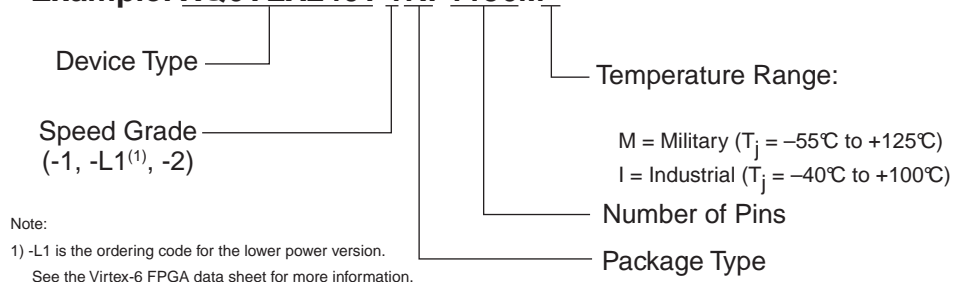 Device Type
Temperature Range:
Speed Grade
(-1, -L1(1), -2)
M = Military (Tj = –55°C to +125°C)
I = Industrial (Tj = –40°C to +100°C)
Number of Pins
Note:
1) -L1 is the ordering code for the lower power version.
Package Type
See the Virtex-6 FPGA data sheet for more information.